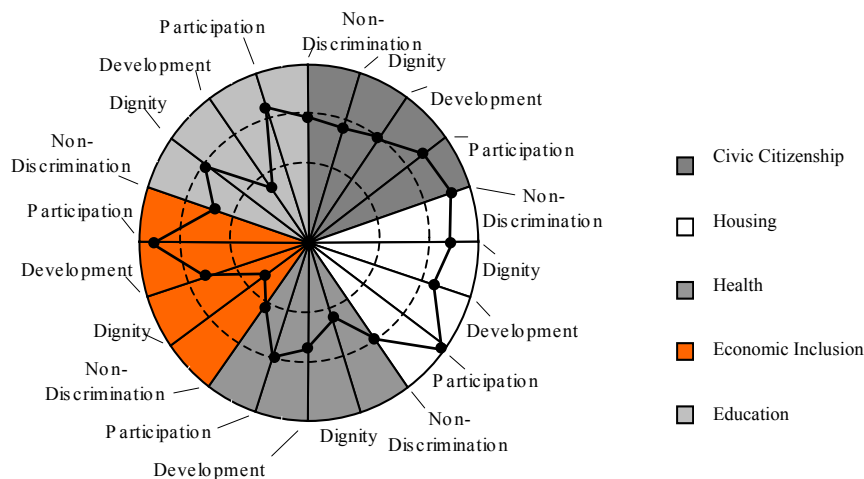 Non-
Discrimination
Dignity
Development
Participation
Non-
Discrimination
Dignity
Development
Participation
Non-
Discrimination
Dignity
Development
Participation
Non-
Discrimination
Dignity
Development
Participation
Non-
Discrimination
Dignity
Development
Participation
Civic Citizenship
Housing
Health
Economic Inclusion
Education